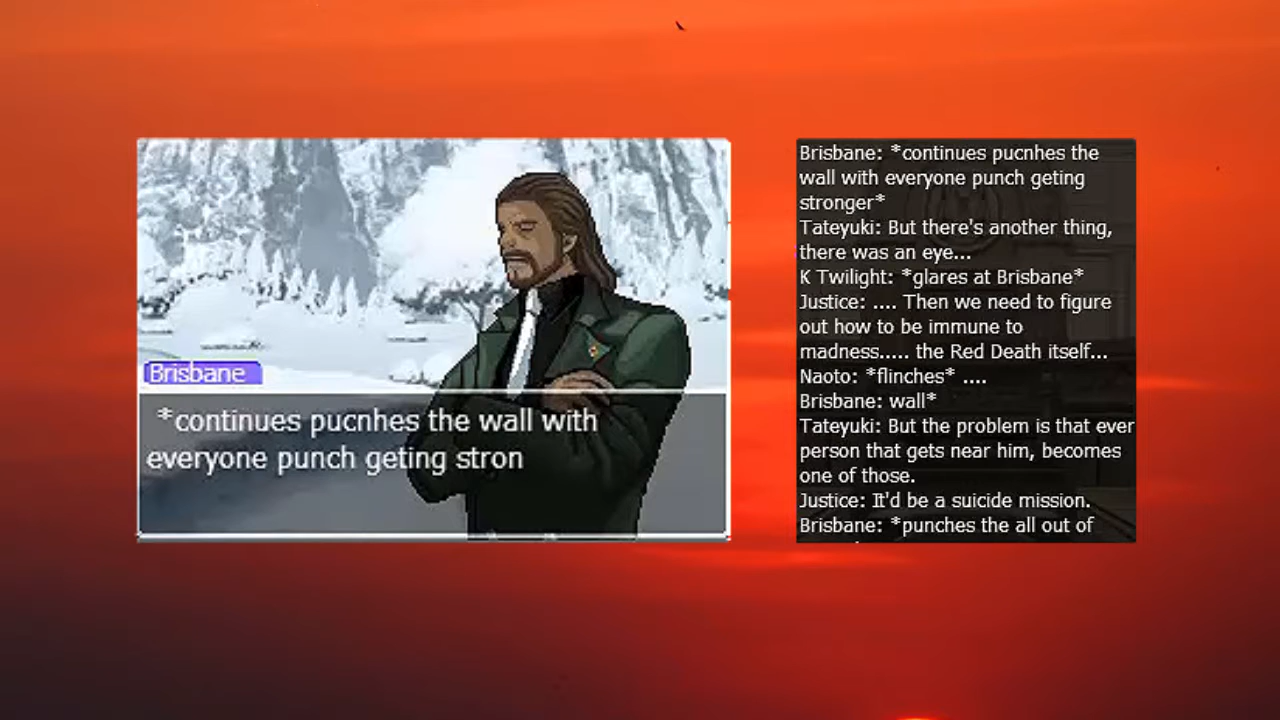 Brisbane
*continues pucnhes the wall with
everyone punch geting stron
Brisbane: *continues pucnhes the
wall with everyone punch geting
stronger*
Tateyuki: But there's another thing,
there was an eye...
K Twilight: *glares at Brisbane*
Justice: .... Then we need to figure
out how to be immune to
madness..... the Red Death itself...
Naoto: *flinches* ....
Brisbane: wall*
Tateyuki: But the problem is that ever
person that gets near him, becomes
one of those.
Justice: It'd be a suicide mission.
Brisbane: *punches the all out of